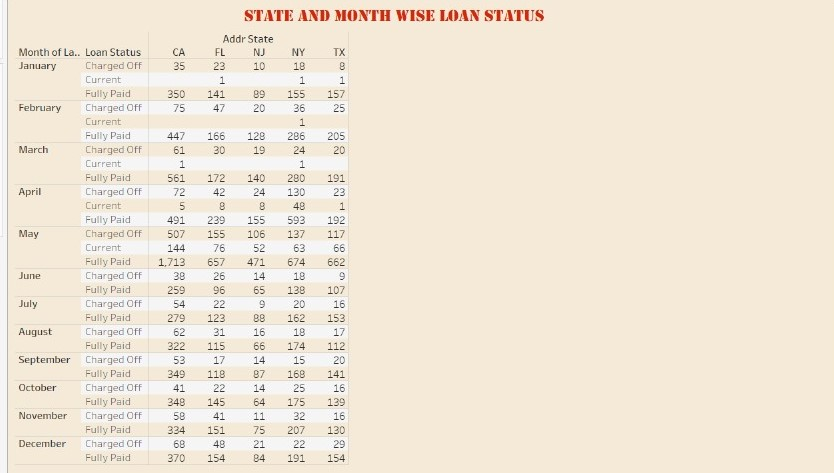 STATE AND MONTH WISE LOAN STATUS
Addr State
Month of La.. Loan Status CA FL NJ NY TX
January Charged Off 35 23 10 18 8
Current 1 1 1
Fully Paid 350 141 89 155 157
February Charged Off 75 47 20 36 25
Current 1
Fully Paid 447 166 128 286 205
March Charged Off 61 30 19 24 20
Current 1 1
Fully Paid 561 172 140 280 191
April Charged Off 72 42 24 130 23
Current 5 8 8 48 1
Fully Paid 491 239 155 593 192
May Charged Off 507 155 106 137 117
Current 144 76 52 63 66
Fully Paid 1,713 657 471 674 662
June Charged Off 38 26 14 18 9
Fully Paid 259 96 65 138 107
July Charged Off 54 22 9 20 16
Fully Paid 279 123 88 162 153
August Charged Off 62 31 16 18 17
Fully Paid 322 115 66 174 112
September Charged Off 53 17 14 15 20
Fully Paid 349 118 87 168 141
October Charged Off 41 22 14 25 16
Fully Paid 348 145 64 175 139
November Charged Off 58 41 11 32 16
Fully Paid 334 151 75 207 130
December Charged Off 68 48 21 22 29
Fully Paid 370 154 84 191 154